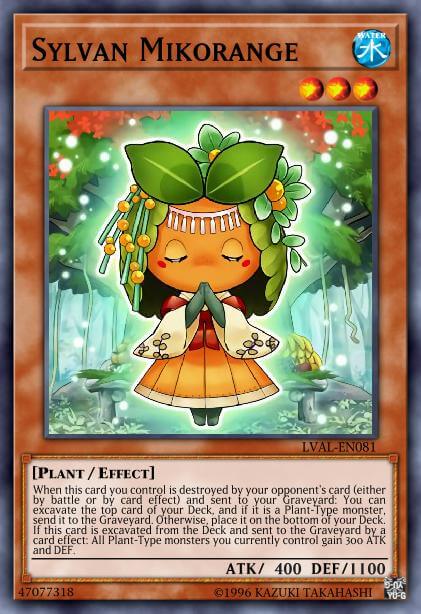 SYLVAN MIKORANGE
WATER
水
LVAL-EN081
[PLANT / EFFECT]
When this card you control is destroyed by your opponent's card (either
by battle or by card effect) and sent to your Graveyard: You can
excavate the top card of your Deck, and if it is a Plant-Type monster,
send it to the Graveyard. Otherwise, place it on the bottom of your Deck.
If this card is excavated from the Deck and sent to the Graveyard by a
card effect: All Plant-Type monsters you currently control gain 300 ATK
and DEF.
ATK/ 400 DEF/1100
47077318
©1996 KAZUKI TAKAHASHI